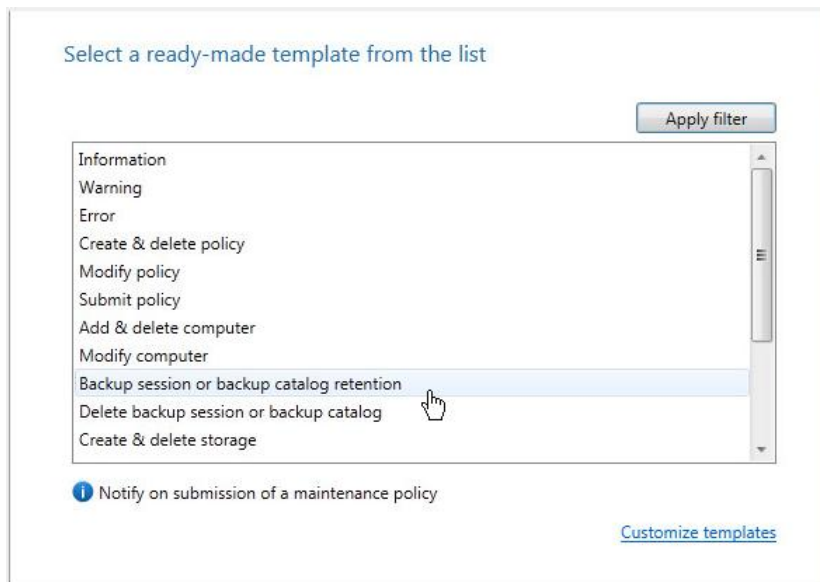 Select a ready-made template from the list
Apply filter
Information
Warning
Error
Create & delete policy
Modify policy
Submit policy
Add & delete computer
Modify computer
Backup session or backup catalog retention
Delete backup session or backup catalog
Create & delete storage
Notify on submission of a maintenance policy
Customize templates